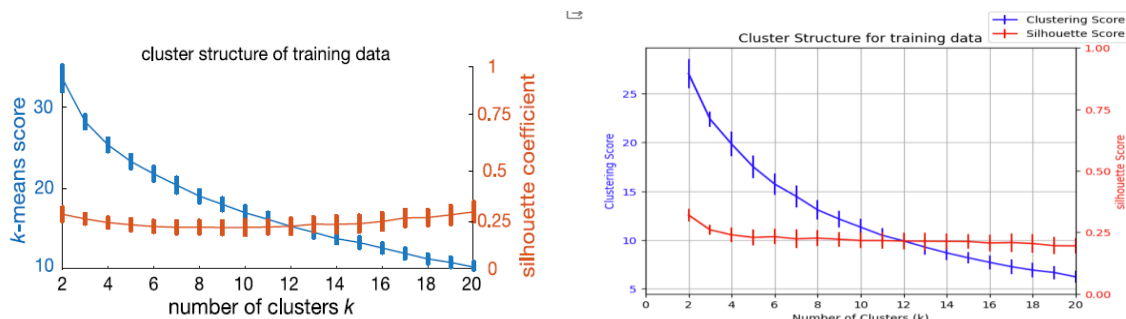 cluster structure of training data
k-means score
30
20
10
1
0.75
0.5
0.25
0
silhouette coefficient
2 4 6 8 10 12 14 16 18 20
number of clusters k
Clustering Score
Silhouette Score
Cluster Structure for training data
Clustering Score
25
20
15
10
5
1.00
0.75
0.50
0.25
0.00
silhouette Score
0 2 4 6 8 10 12 14 16 18 20
Number of Clusters (k)